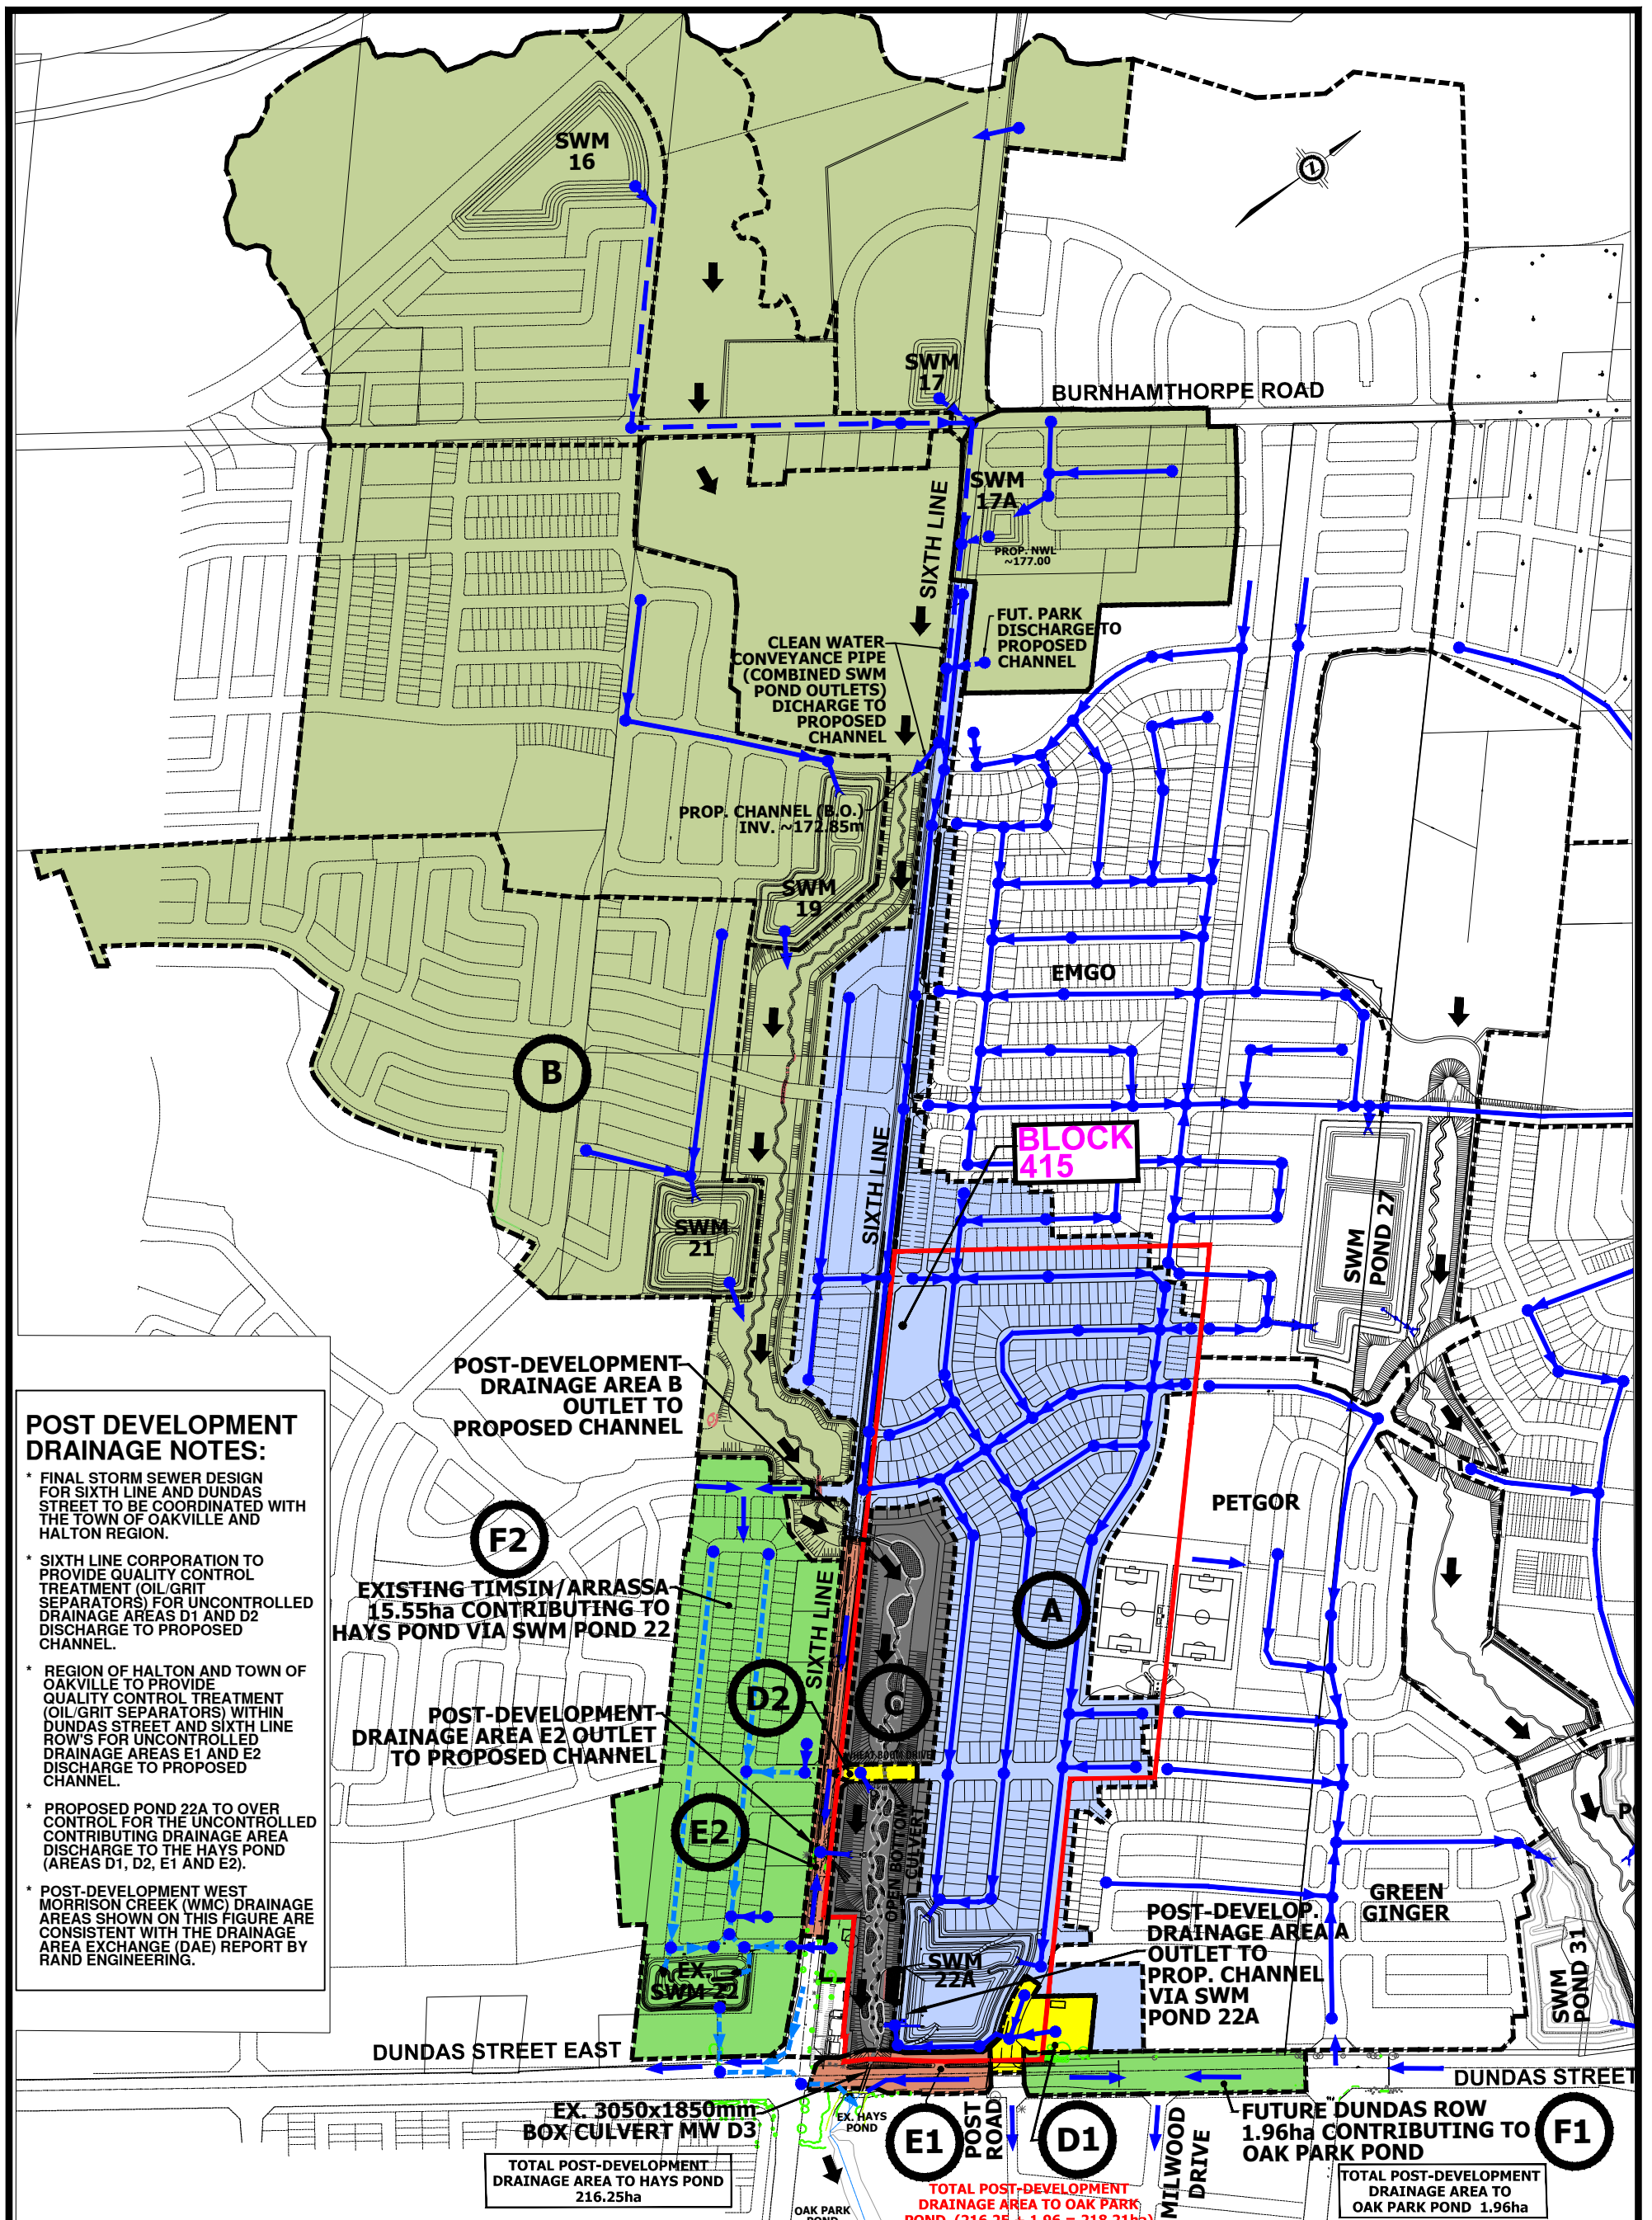 SWM
16
SWM
17
BURNHAMTHORPE ROAD
SWM
17A
PROP. NWL
~177.00
SIXTH LINE
FUT. PARK
DISCHARGE TO
PROPOSED
CHANNEL
CLEAN WATER
CONVEYANCE PIPE
(COMBINED SWM
POND OUTLETS)
DICHARGE TO
PROPOSED
CHANNEL
PROP. CHANNEL (B.O.)
INV. ~172.85m
SWM
19
EMGO
B
BLOCK
415
SIXTH LINE
SWM
21
SWM
POND 27
POST-DEVELOPMENT
DRAINAGE AREA B
OUTLET TO
PROPOSED CHANNEL
POST DEVELOPMENT
DRAINAGE NOTES:
* FINAL STORM SEWER DESIGN
FOR SIXTH LINE AND DUNDAS
STREET TO BE COORDINATED WITH
THE TOWN OF OAKVILLE AND
HALTON REGION.
* SIXTH LINE CORPORATION TO
PROVIDE QUALITY CONTROL
TREATMENT (OIL/GRIT
SEPARATORS) FOR UNCONTROLLED
DRAINAGE AREAS D1 AND D2
DISCHARGE TO PROPOSED
CHANNEL.
* REGION OF HALTON AND TOWN OF
OAKVILLE TO PROVIDE
QUALITY CONTROL TREATMENT
(OIL/GRIT SEPARATORS) WITHIN
DUNDAS STREET AND SIXTH LINE
ROW'S FOR UNCONTROLLED
DRAINAGE AREAS E1 AND E2
DISCHARGE TO PROPOSED
CHANNEL.
* PROPOSED POND 22A TO OVER
CONTROL FOR THE UNCONTROLLED
CONTRIBUTING DRAINAGE AREA
DISCHARGE TO THE HAYS POND
(AREAS D1, D2, E1 AND E2).
* POST-DEVELOPMENT WEST
MORRISON CREEK (WMC) DRAINAGE
AREAS SHOWN ON THIS FIGURE ARE
CONSISTENT WITH THE DRAINAGE
AREA EXCHANGE (DAE) REPORT BY
RAND ENGINEERING.
F2
PETGOR
EXISTING TIMSIN/ARRASSA
15.55ha CONTRIBUTING TO
HAYS POND VIA SWM POND 22
SIXTH LINE
A
D2
C
POST-DEVELOPMENT
DRAINAGE AREA E2 OUTLET
TO PROPOSED CHANNEL
WHEAT BOOM DRIVE
E2
OPEN BOTTOM
CULVERT
GREEN
GINGER
POST-DEVELOP.
DRAINAGE AREA A
OUTLET TO
PROP. CHANNEL
VIA SWM
POND 22A
SWM
22A
EX.
SWM 22
SWM
POND 31
DUNDAS STREET EAST
DUNDAS STREET
EX. 3050x1850mm
BOX CULVERT MW D3
EX. HAYS
POND
E1
POST
ROAD
D1
MILWOOD
DRIVE
FUTURE DUNDAS ROW
1.96ha CONTRIBUTING TO
OAK PARK POND
F1
TOTAL POST-DEVELOPMENT
DRAINAGE AREA TO HAYS POND
216.25ha
OAK PARK
POND
TOTAL POST-DEVELOPMENT
DRAINAGE AREA TO OAK PARK
POND (216.25 + 1.96 = 218.21ha)
TOTAL POST-DEVELOPMENT
DRAINAGE AREA TO
OAK PARK POND 1.96ha